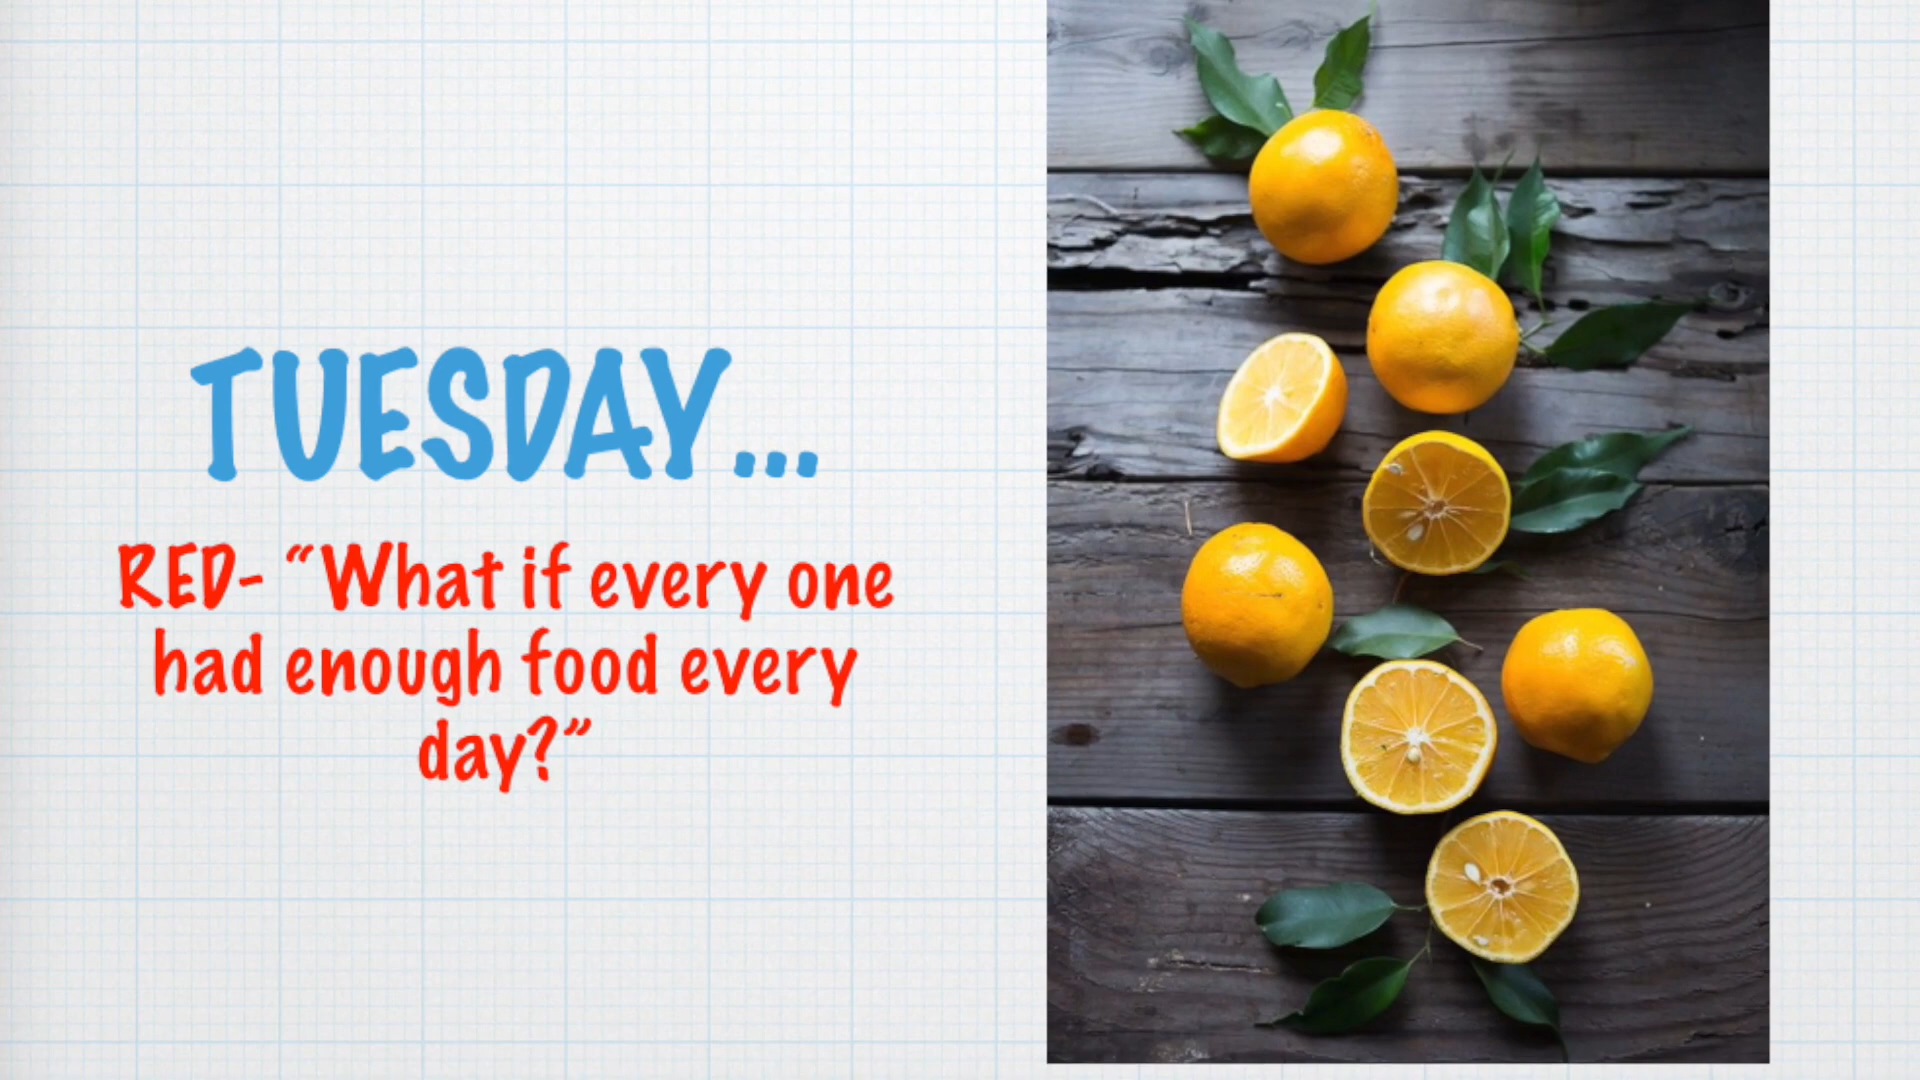 TUESDAY...
RED- “What if every one
had enough food every
day?”